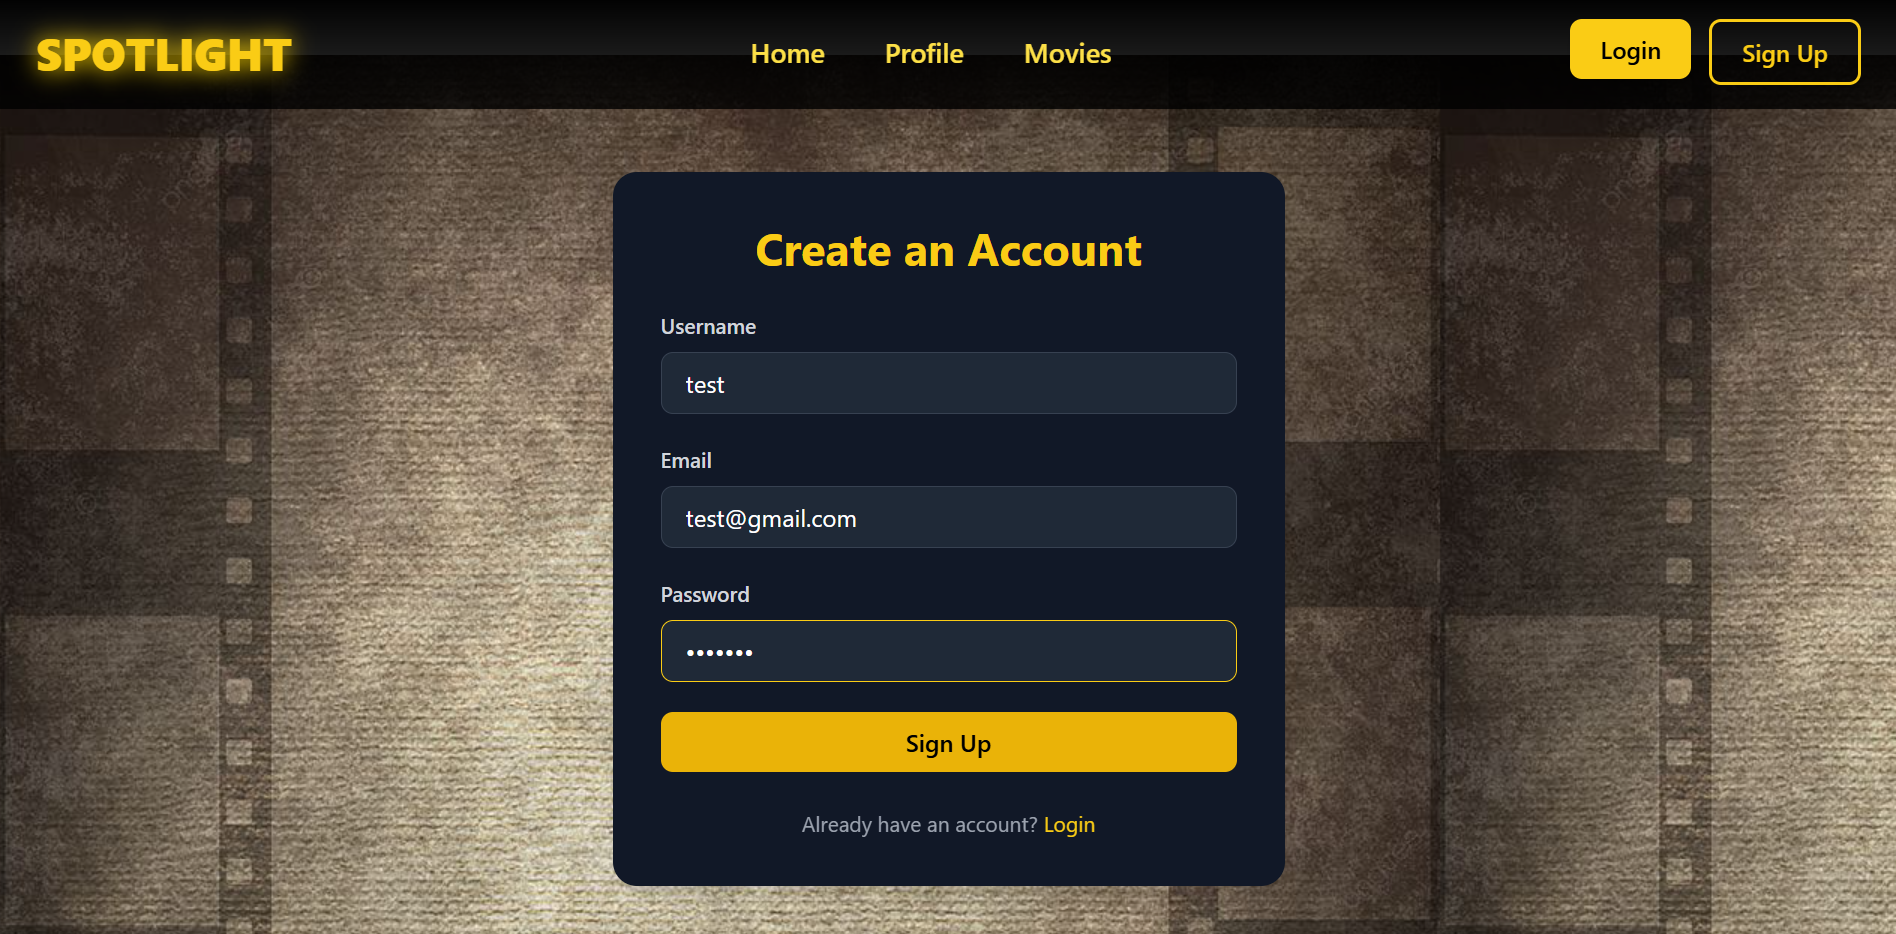 SPOTLIGHT
Home Profile Movies
Login Sign Up
Create an Account
Username
test
Email
test@gmail.com
Password
•••••••
Sign Up
Already have an account? Login